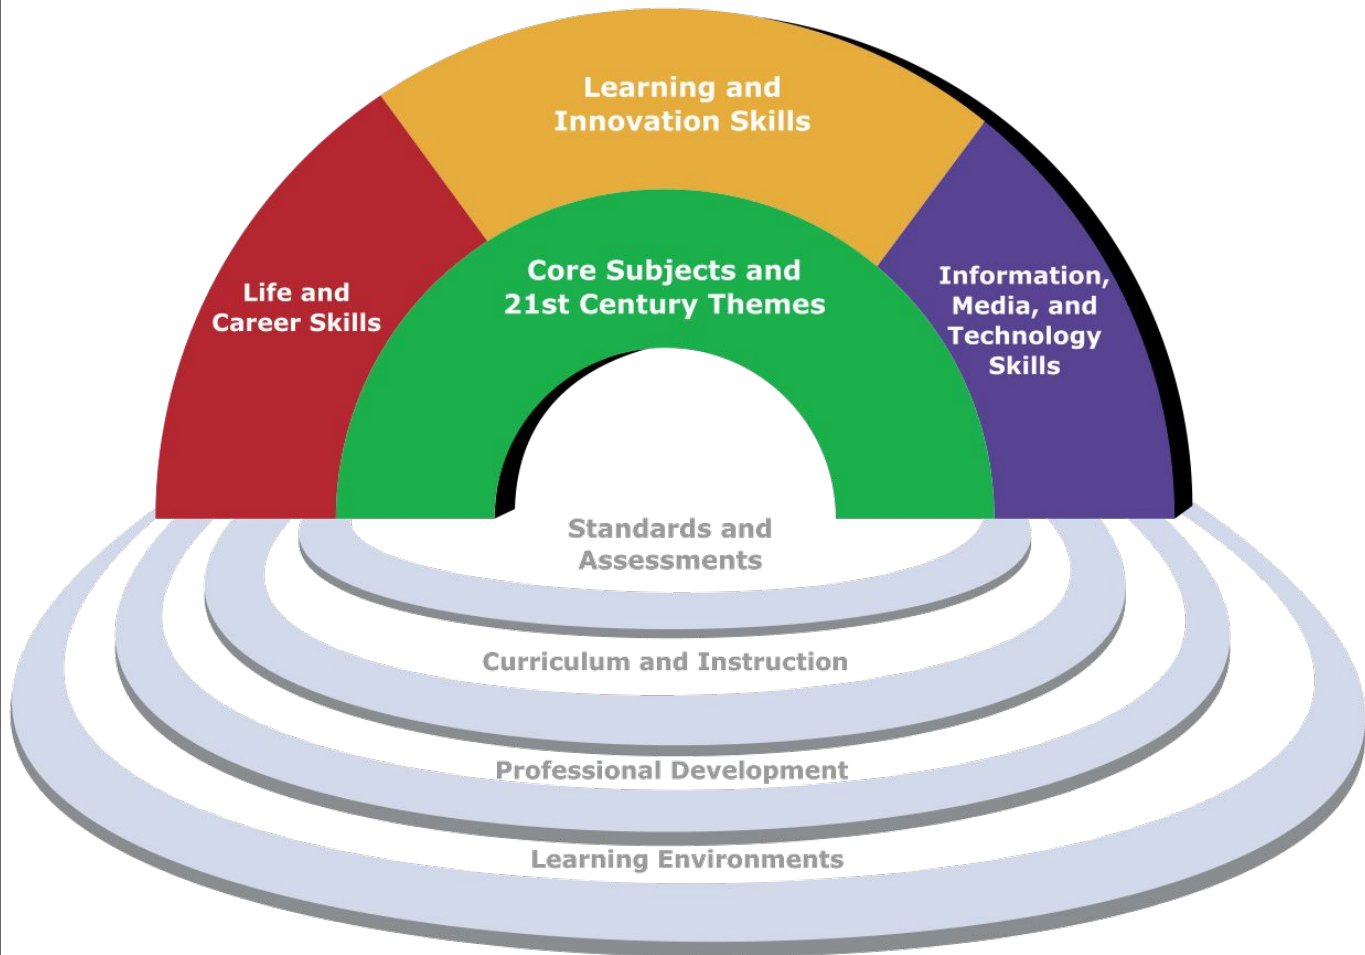 Learning and
Innovation Skills
Core Subjects and
21st Century Themes
Life and
Career Skills
Information,
Media, and
Technology
Skills
Standards and
Assessments
Curriculum and Instruction
Professional Development
Learning Environments